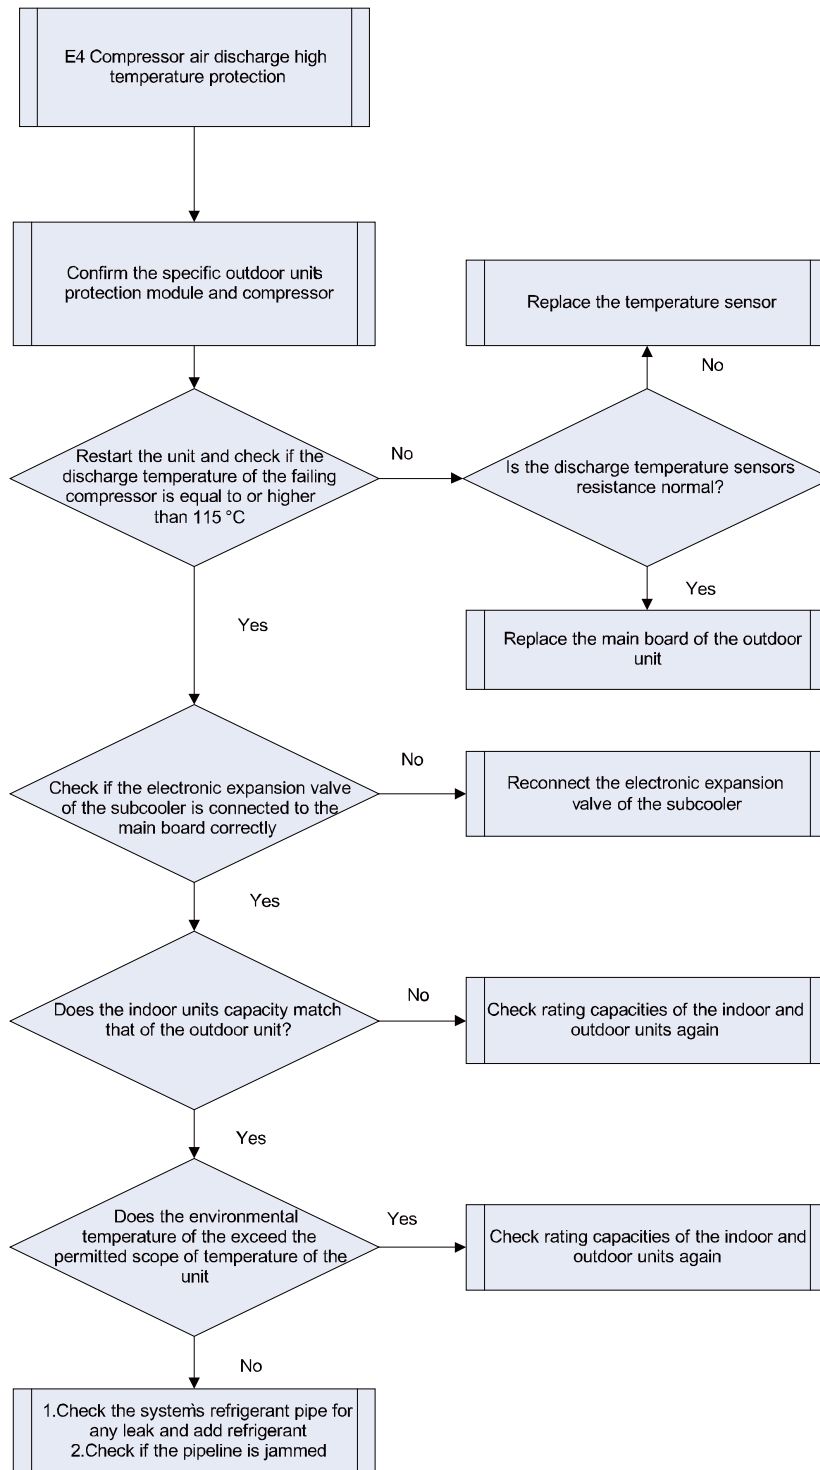 E4 Compressor air discharge high
temperature protection
Confirm the specific outdoor units
protection module and compressor
Replace the temperature sensor
No
Restart the unit and check if the
discharge temperature of the failing
compressor is equal to or higher
than 115 °C
No
Is the discharge temperature sensors
resistance normal?
Yes
Yes
Replace the main board of the outdoor
unit
Check if the electronic expansion valve
of the subcooler is connected to the
main board correctly
No
Reconnect the electronic expansion
valve of the subcooler
Yes
Does the indoor units capacity match
that of the outdoor unit?
No
Check rating capacities of the indoor and
outdoor units again
Yes
Does the environmental
temperature of the exceed the
permitted scope of temperature of the
unit
Yes
Check rating capacities of the indoor and
outdoor units again
No
1.Check the system's refrigerant pipe for
any leak and add refrigerant
2.Check if the pipeline is jammed